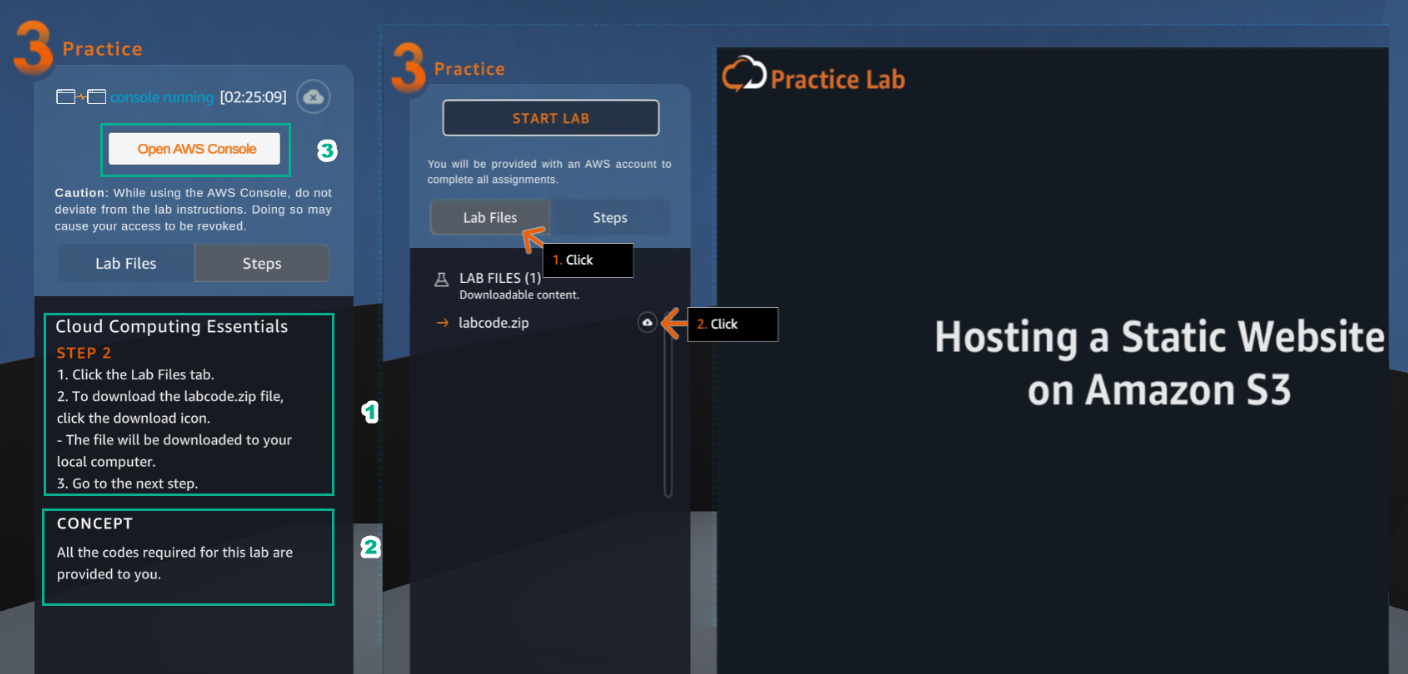 3 Practice
console running [02:25:09]
Open AWS Console
3
Caution: While using the AWS Console, do not
deviate from the lab instructions. Doing so may
cause your access to be revoked.
Lab Files
Steps
Cloud Computing Essentials
STEP 2
1. Click the Lab Files tab.
2. To download the labcode.zip file,
click the download icon.
- The file will be downloaded to your
local computer.
3. Go to the next step.
1
CONCEPT
All the codes required for this lab are
provided to you.
2
3 Practice
START LAB
You will be provided with an AWS account to
complete all assignments.
Lab Files
Steps
1. Click
LAB FILES (1)
Downloadable content.
→ labcode.zip
2. Click
Practice Lab
Hosting a Static Website
on Amazon S3